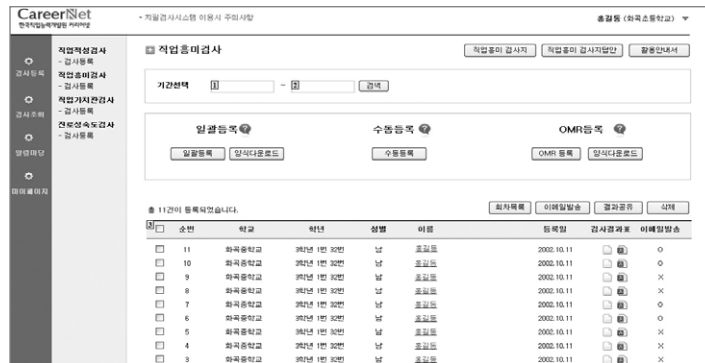 CareerNet
한국직업능력개발원 커리어넷
- 지필검사시스템 이용시 주의사항
홍길동 (화곡초등학교)
검사등록
검사조회
알림마당
마이페이지
직업적성검사
- 검사등록
직업흥미검사
- 검사등록
직업가치관검사
- 검사등록
진로성숙도검사
- 검사등록
직업흥미검사
직업흥미 검사지 직업흥미 검사지답안 활용안내서
기간선택 1 - 2 검색
일괄등록 ? 수동등록 ? OMR등록 ?
일괄등록 양식다운로드 수동등록 OMR 등록 양식다운로드
총 11건이 등록되었습니다. 회차목록 이메일발송 결과공유 삭제
3 순번 학교 학년 성별 이름 등록일 검사결과표 이메일발송
11 화곡중학교 3학년 1반 32번 남 홍길동 2002.10.11 O
10 화곡중학교 3학년 1반 32번 남 홍길동 2002.10.11 O
9 화곡중학교 3학년 1반 32번 남 홍길동 2002.10.11 X
8 화곡중학교 3학년 1반 32번 남 홍길동 2002.10.11 X
7 화곡중학교 3학년 1반 32번 남 홍길동 2002.10.11 O
6 화곡중학교 3학년 1반 32번 남 홍길동 2002.10.11 O
5 화곡중학교 3학년 1반 32번 남 홍길동 2002.10.11 X
4 화곡중학교 3학년 1반 32번 남 홍길동 2002.10.11 X
3 화곡중학교 3학년 1반 32번 남 홍길동 2002.10.11 X